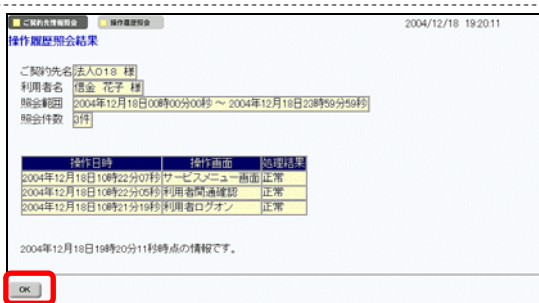 ご契約先情報照会 操作履歴照会 2004/12/18 19:20:11
操作履歴照会結果
ご契約先名 法人018 様
利用者名 信金 花子 様
照会範囲 2004年12月18日00時00分00秒 ～ 2004年12月18日23時59分59秒
照会件数 3件
操作日時 操作画面 処理結果
2004年12月18日10時22分07秒 サービスメニュー画面 正常
2004年12月18日10時22分05秒 利用者開通確認 正常
2004年12月18日10時21分19秒 利用者ログオン 正常
2004年12月18日19時20分11秒時点の情報です。
OK